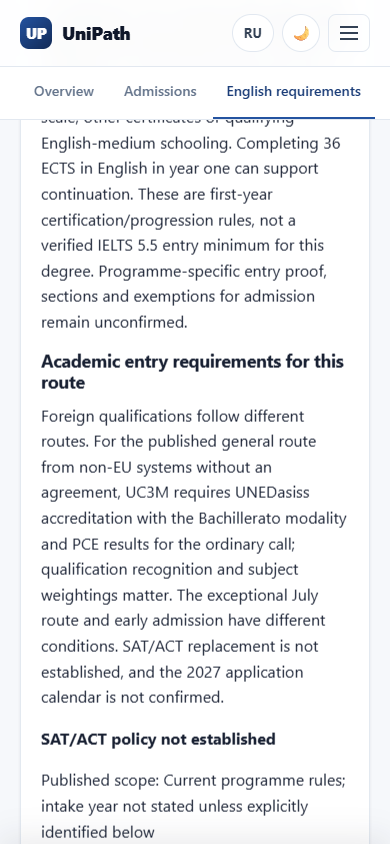 UP UniPath RU
Overview Admissions English requirements
scale, other certificates or qualifying
English-medium schooling. Completing 36
ECTS in English in year one can support
continuation. These are first-year
certification/progression rules, not a
verified IELTS 5.5 entry minimum for this
degree. Programme-specific entry proof,
sections and exemptions for admission
remain unconfirmed.
Academic entry requirements for this
route
Foreign qualifications follow different
routes. For the published general route
from non-EU systems without an
agreement, UC3M requires UNEDasiss
accreditation with the Bachillerato modality
and PCE results for the ordinary call;
qualification recognition and subject
weightings matter. The exceptional July
route and early admission have different
conditions. SAT/ACT replacement is not
established, and the 2027 application
calendar is not confirmed.
SAT/ACT policy not established
Published scope: Current programme rules;
intake year not stated unless explicitly
identified below